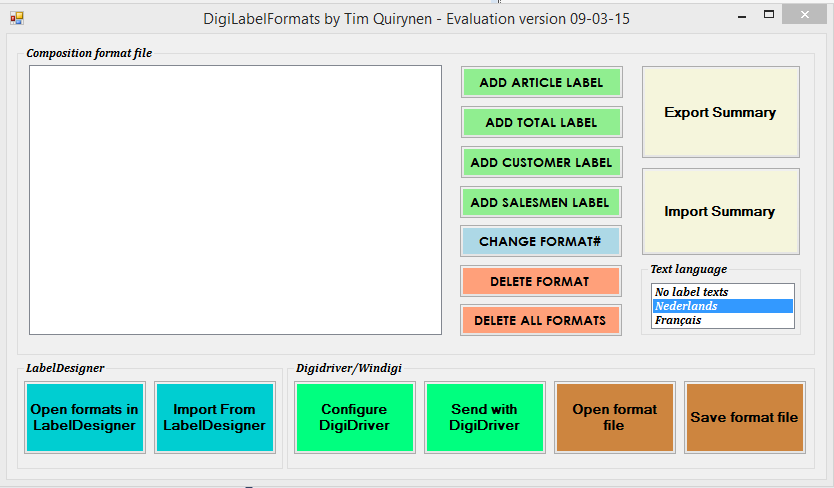 DigiLabelFormats by Tim Quirynen - Evaluation version 09-03-15
Composition format file
ADD ARTICLE LABEL
ADD TOTAL LABEL
ADD CUSTOMER LABEL
ADD SALESMEN LABEL
CHANGE FORMAT#
DELETE FORMAT
DELETE ALL FORMATS
Export Summary
Import Summary
Text language
No label texts
Nederlands
Français
LabelDesigner
Open formats in
LabelDesigner
Import From
LabelDesigner
Digidriver/Windigi
Configure
DigiDriver
Send with
DigiDriver
Open format
file
Save format file